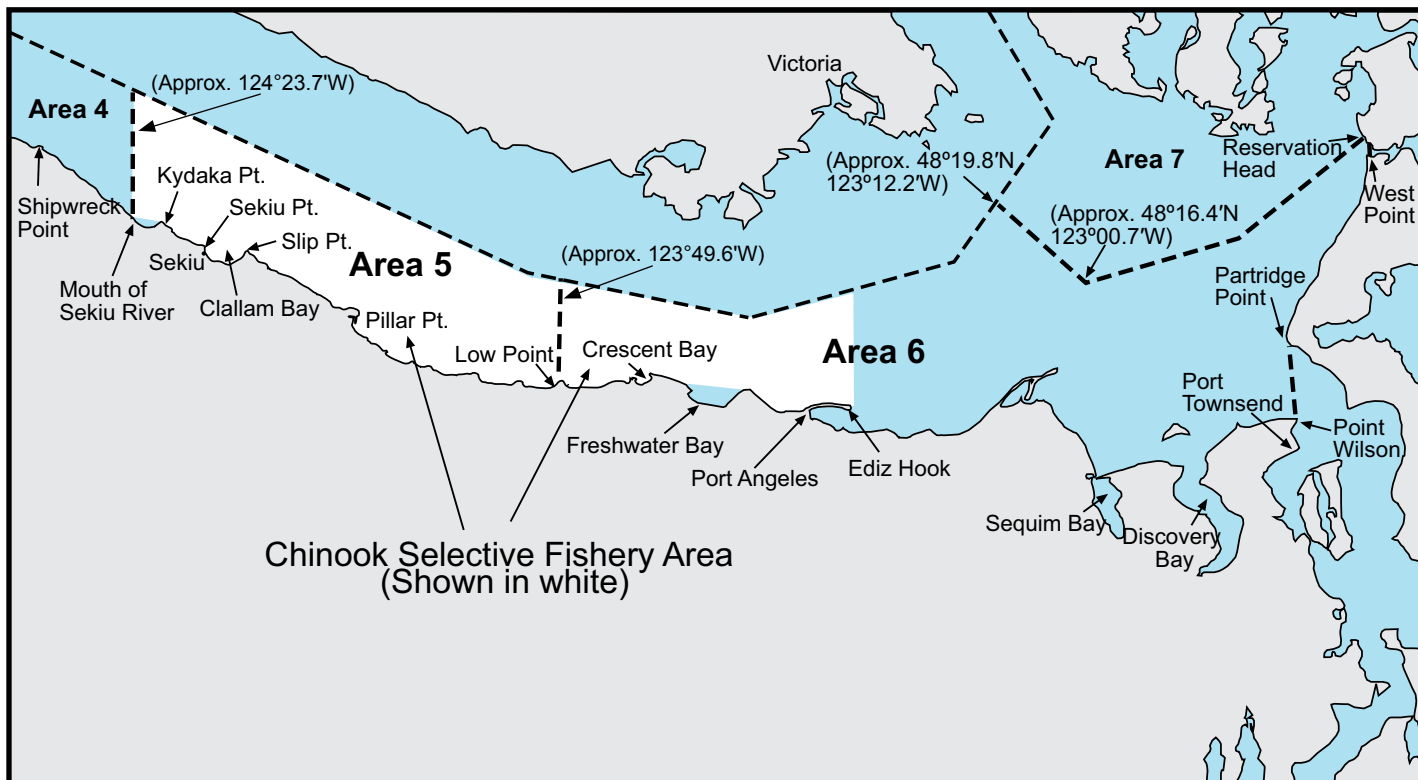 Victoria
(Approx. 124°23.7'W)
Area 4
Reservation
Head
Area 7
(Approx. 48º19.8'N
123º12.2'W)
Kydaka Pt.
West
Point
Shipwreck
Point
Sekiu Pt.
(Approx. 48º16.4'N
123º00.7'W)
Slip Pt.
(Approx. 123°49.6'W)
Sekiu
Area 5
Partridge
Point
Mouth of
Sekiu River
Clallam Bay
Pillar Pt.
Low Point
Crescent Bay
Area 6
Port
Townsend
Point
Wilson
Freshwater Bay
Port Angeles
Ediz Hook
Sequim Bay
Discovery
Bay
Chinook Selective Fishery Area
(Shown in white)